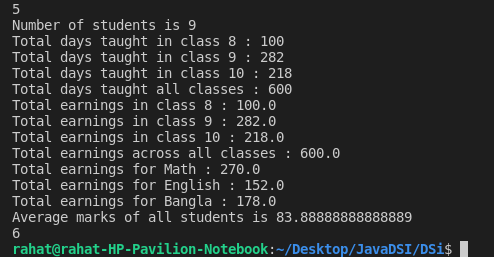 5
Number of students is 9
Total days taught in class 8 : 100
Total days taught in class 9 : 282
Total days taught in class 10 : 218
Total days taught all classes : 600
Total earnings in class 8 : 100.0
Total earnings in class 9 : 282.0
Total earnings in class 10 : 218.0
Total earnings across all classes : 600.0
Total earnings for Math : 270.0
Total earnings for English : 152.0
Total earnings for Bangla : 178.0
Average marks of all students is 83.88888888888889
6
rahat@rahat-HP-Pavilion-Notebook:~/Desktop/JavaDSI/DSi$